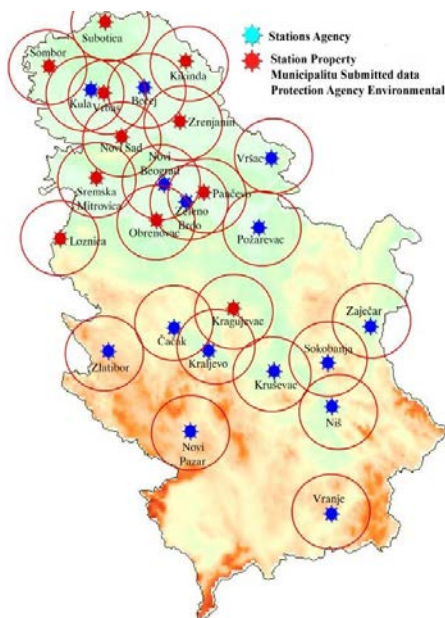 Stations Agency
Station Property
Municipalitu Submitted data
Protection Agency Environmental
Subotica
Sombor
Kikinda
Kula
Vrbas
Bečej
Zrenjanin
Novi Sad
Novi
Beograd
Vršac
Sremska
Mitrovica
Pančevo
Zeleno
Brdo
Obrenovac
Požarevac
Loznica
Kragujevac
Zaječar
Čačak
Kraljevo
Sokobanja
Zlatibor
Kruševac
Niš
Novi
Pazar
Vranje